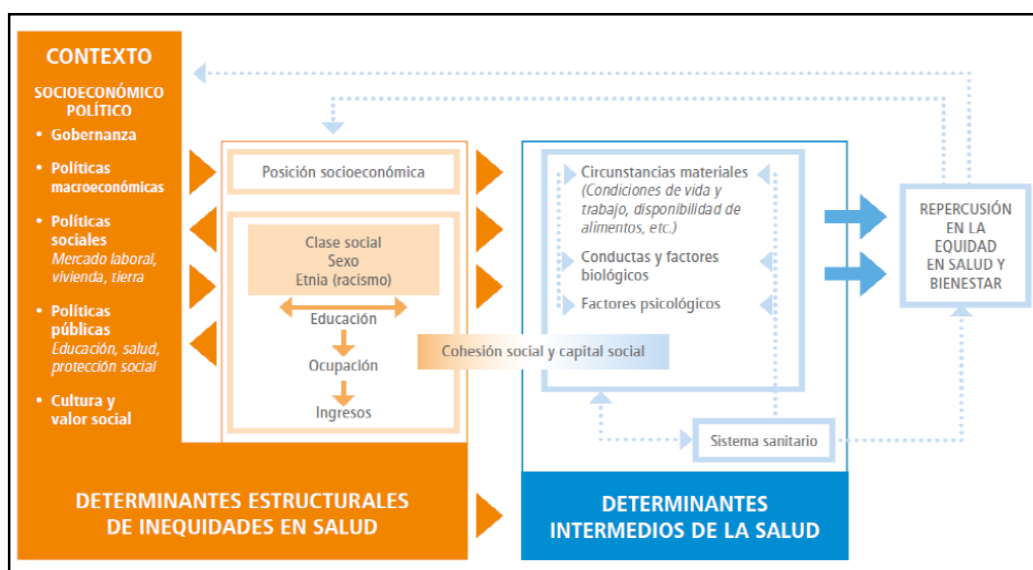 CONTEXTO
SOCIOECONÓMICO
POLÍTICO
• Gobernanza
• Políticas
macroeconómicas
• Políticas
sociales
Mercado laboral,
vivienda, tierra
• Políticas
públicas
Educación, salud,
protección social
• Cultura y
valor social
Posición socioeconómica
Clase social
Sexo
Etnia (racismo)
Educación
Ocupación
Ingresos
Cohesión social y capital social
Circunstancias materiales
(Condiciones de vida y
trabajo, disponibilidad de
alimentos, etc.)
Conductas y factores
biológicos
Factores psicológicos
Sistema sanitario
REPERCUSIÓN
EN LA
EQUIDAD
EN SALUD Y
BIENESTAR
DETERMINANTES ESTRUCTURALES
DE INEQUIDADES EN SALUD
DETERMINANTES
INTERMEDIOS DE LA SALUD